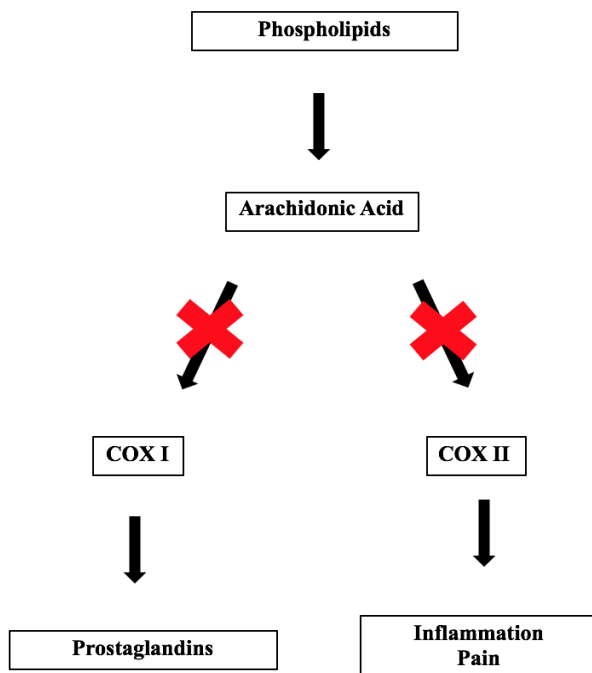 Phospholipids
Arachidonic Acid
COX I
COX II
Prostaglandins
Inflammation
Pain